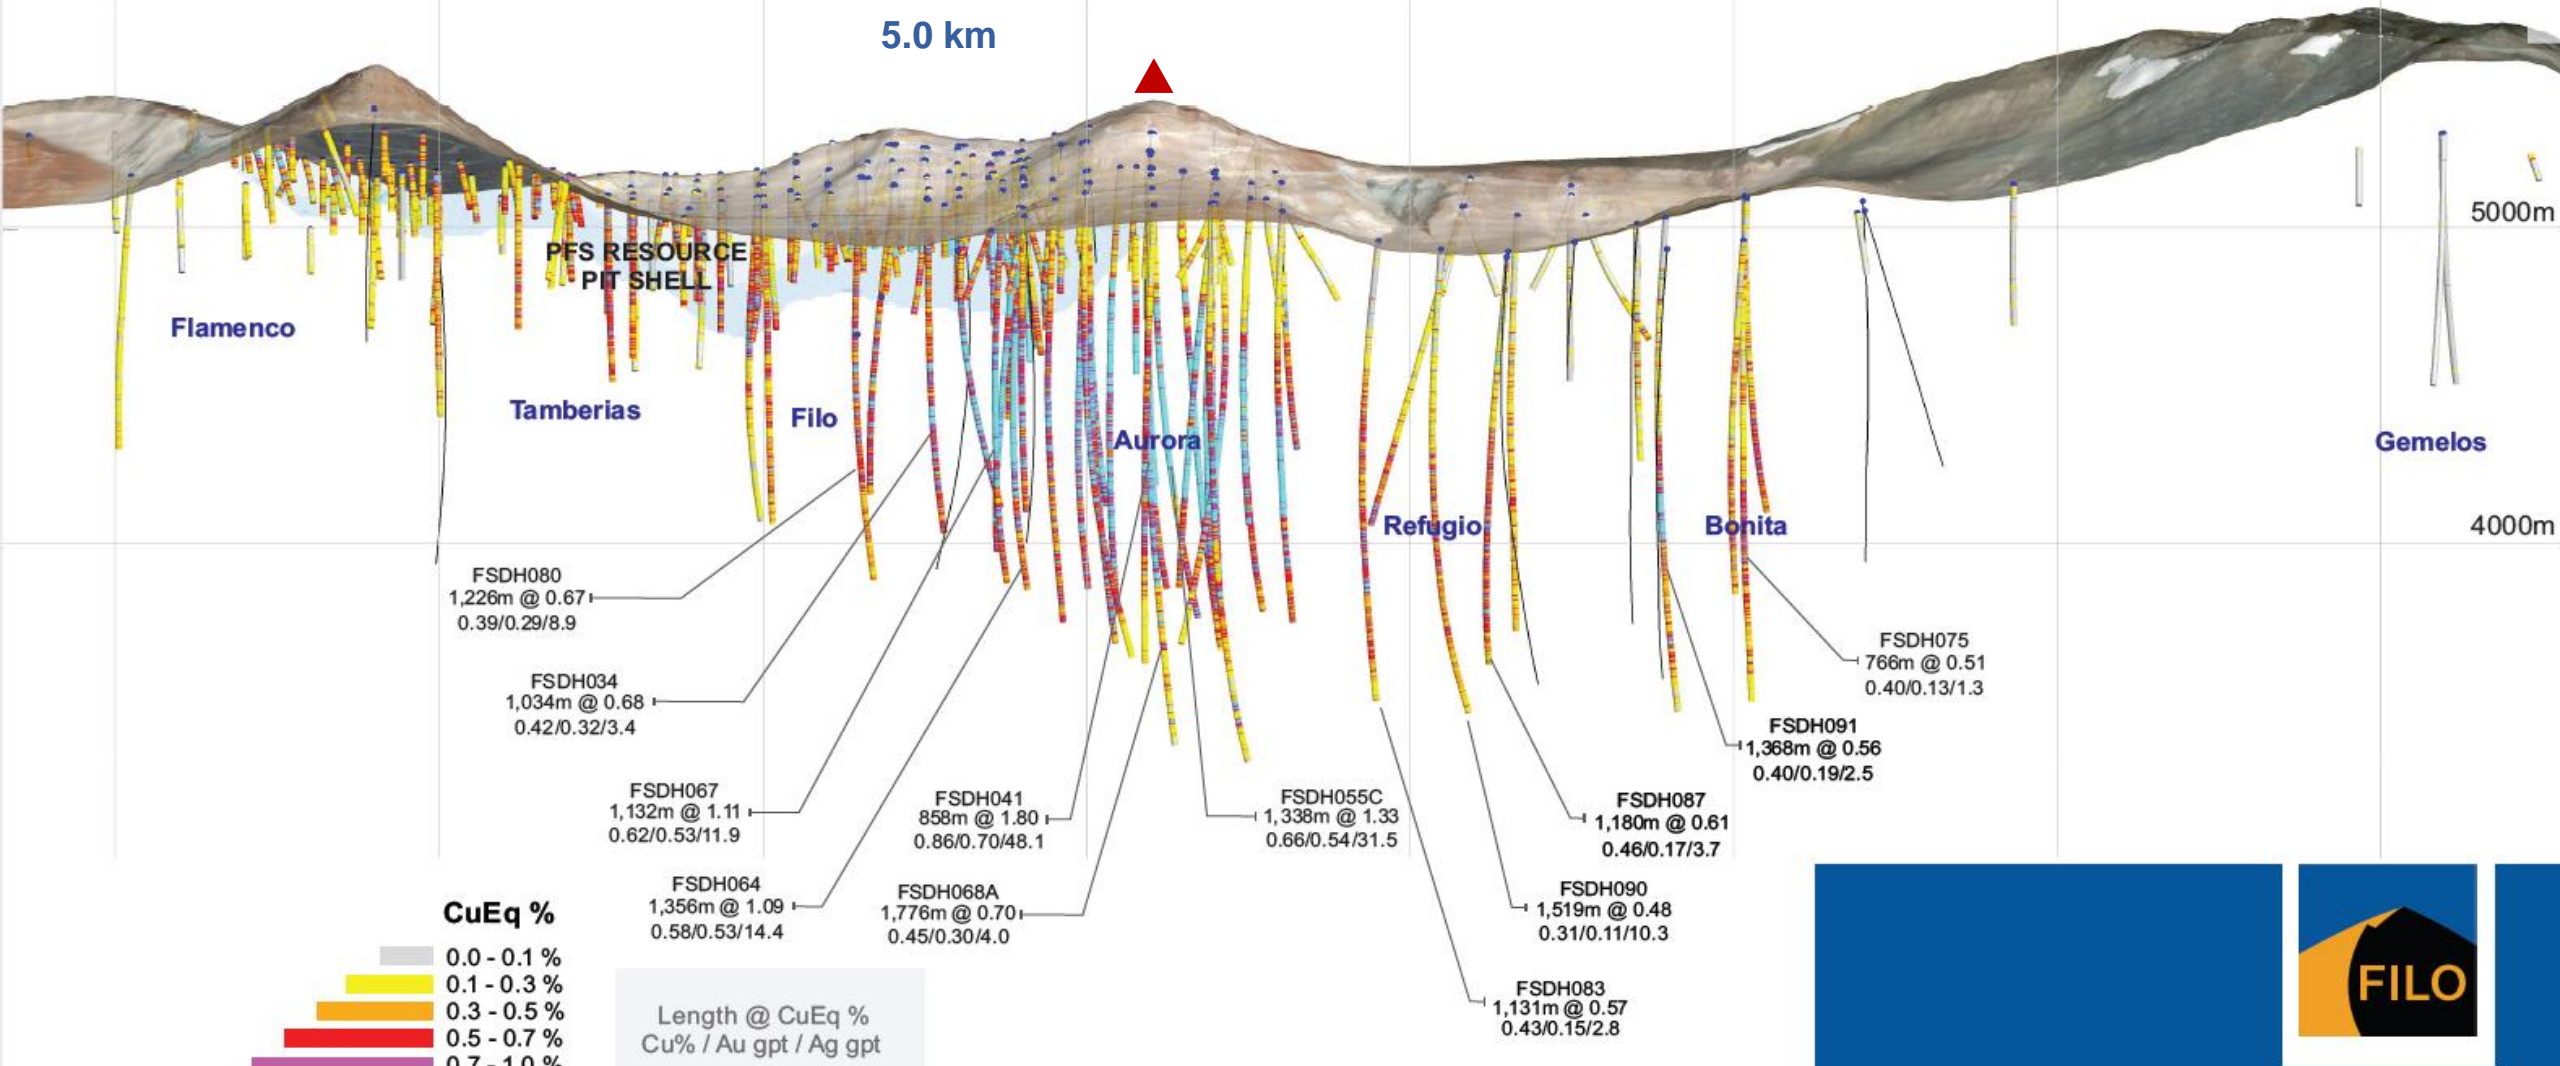 5.0 km
5000m
PFS RESOURCE
PIT SHELL
Flamenco
Tamberias
Filo
Aurora
Gemelos
Refugio
Bonita
4000m
FSDH080
1,226m @ 0.67
0.39/0.29/8.9
FSDH034
1,034m @ 0.68
0.42/0.32/3.4
FSDH067
1,132m @ 1.11
0.62/0.53/11.9
FSDH064
1,356m @ 1.09
0.58/0.53/14.4
FSDH041
858m @ 1.80
0.86/0.70/48.1
FSDH068A
1,776m @ 0.70
0.45/0.30/4.0
FSDH055C
1,338m @ 1.33
0.66/0.54/31.5
FSDH075
766m @ 0.51
0.40/0.13/1.3
FSDH091
1,368m @ 0.56
0.40/0.19/2.5
FSDH087
1,180m @ 0.61
0.46/0.17/3.7
FSDH090
1,519m @ 0.48
0.31/0.11/10.3
FSDH083
1,131m @ 0.57
0.43/0.15/2.8
CuEq %
0.0 - 0.1 %
0.1 - 0.3 %
0.3 - 0.5 %
0.5 - 0.7 %
0.7 - 1.0 %
Length @ CuEq %
Cu% / Au gpt / Ag gpt
FILO